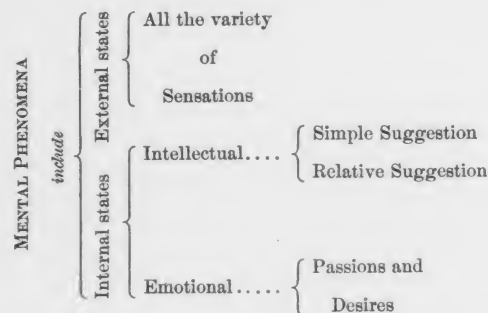 MENTAL PHENOMENA
include
External states
All the variety
of
Sensations
Internal states
Intellectual....
Simple Suggestion
Relative Suggestion
Emotional.....
Passions and
Desires